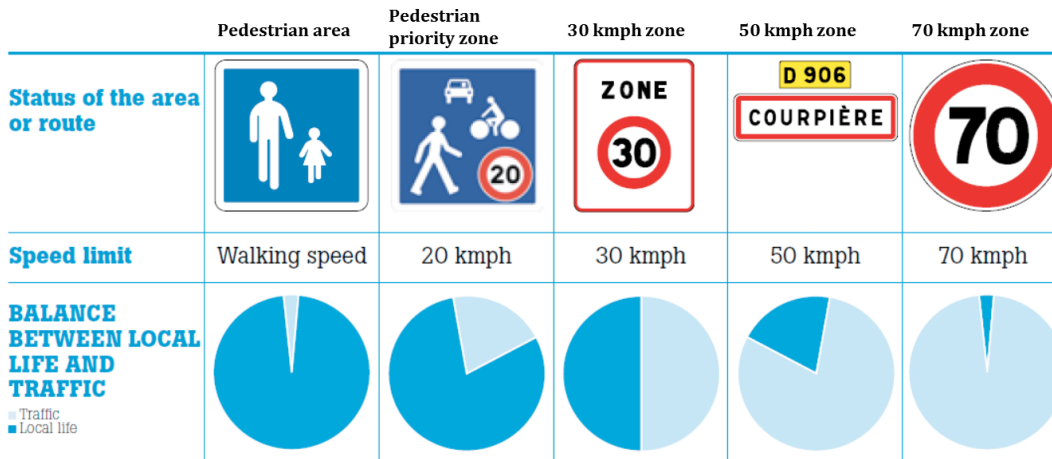 Pedestrian area
Pedestrian
priority zone
30 kmph zone
50 kmph zone
70 kmph zone
Status of the area
or route
20
ZONE
30
D 906
COURPIÈRE
70
Speed limit
Walking speed
20 kmph
30 kmph
50 kmph
70 kmph
BALANCE
BETWEEN LOCAL
LIFE AND
TRAFFIC
Traffic
Local life